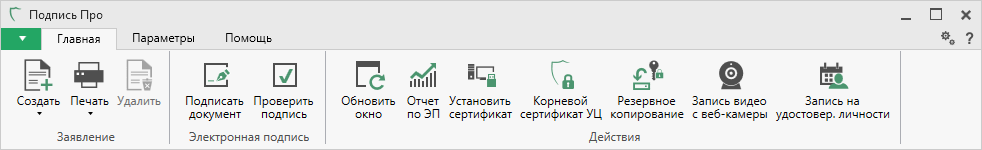 Подпись Про
Главная Параметры Помощь
?
Создать Печать Удалить
Заявление
Подписать документ
Проверить подпись
Электронная подпись
Обновить окно
Отчет по ЭП
Установить сертификат
Корневой сертификат УЦ
Резервное копирование
Запись видео с веб-камеры
Запись на удостовер. личности
Действия